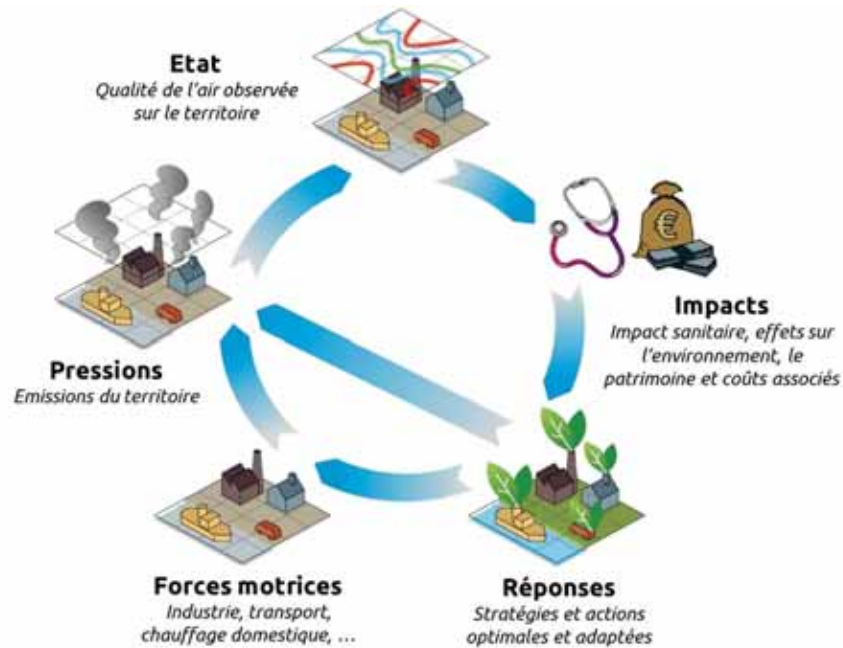 Etat
Qualité de l'air observée
sur le territoire
€
Impacts
Impact sanitaire, effets sur
l'environnement, le
patrimoine et coûts associés
Pressions
Emissions du territoire
Forces motrices
Industrie, transport,
chauffage domestique, ...
Réponses
Stratégies et actions
optimales et adaptées